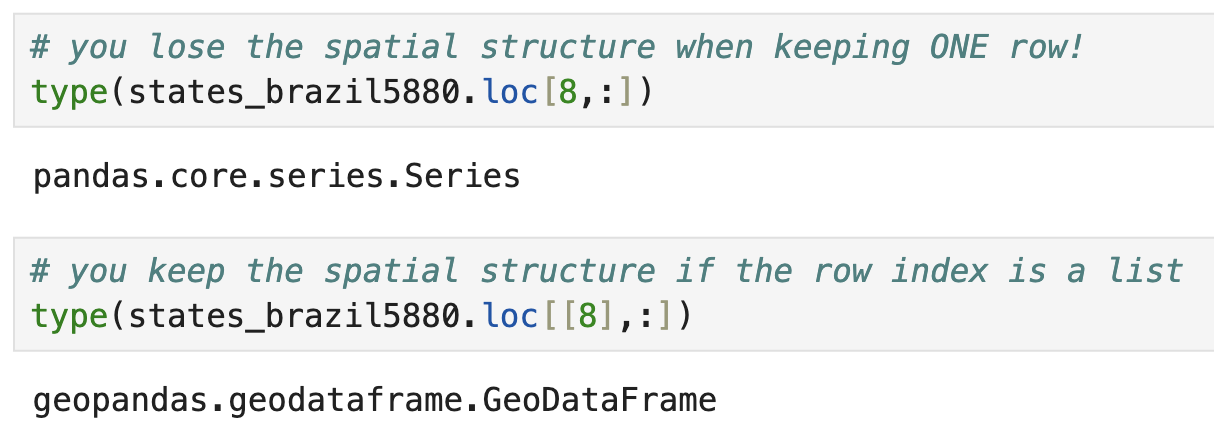 # you lose the spatial structure when keeping ONE row!
type(states_brazil5880.loc[8,:])
pandas.core.series.Series
# you keep the spatial structure if the row index is a list
type(states_brazil5880.loc[[8],:])
geopandas.geodataframe.GeoDataFrame